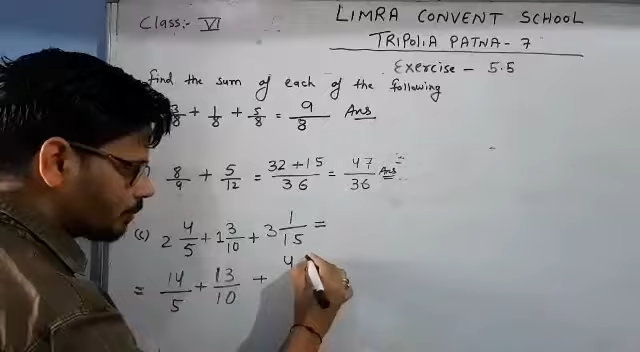 Class:- VI
LIMRA CONVENT SCHOOL
TRIPOLIA PATNA-7
Exercise - 5.5
find the sum of each of the following
3/8 + 1/8 + 5/8 = 9/8 Ans
8/9 + 5/12 = 32+15/36 = 47/36 Ans
(c) 2 4/5 + 1 3/10 + 3 1/15 =
= 14/5 + 13/10 + 4